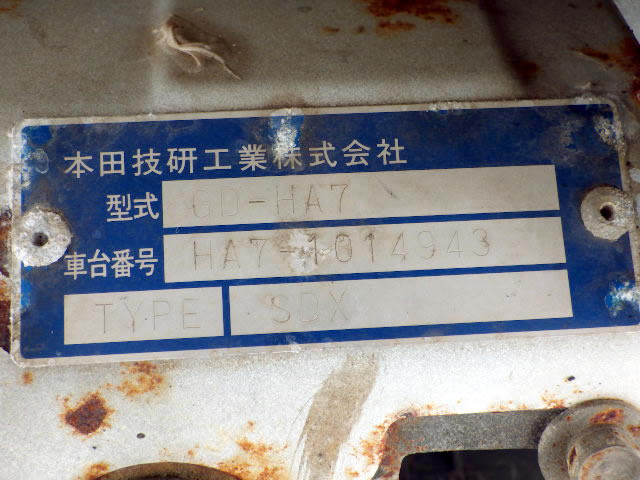 本田技研工業株式会社
型式 GD-HA7
車台番号 HA7-1014943
TYPE SDX